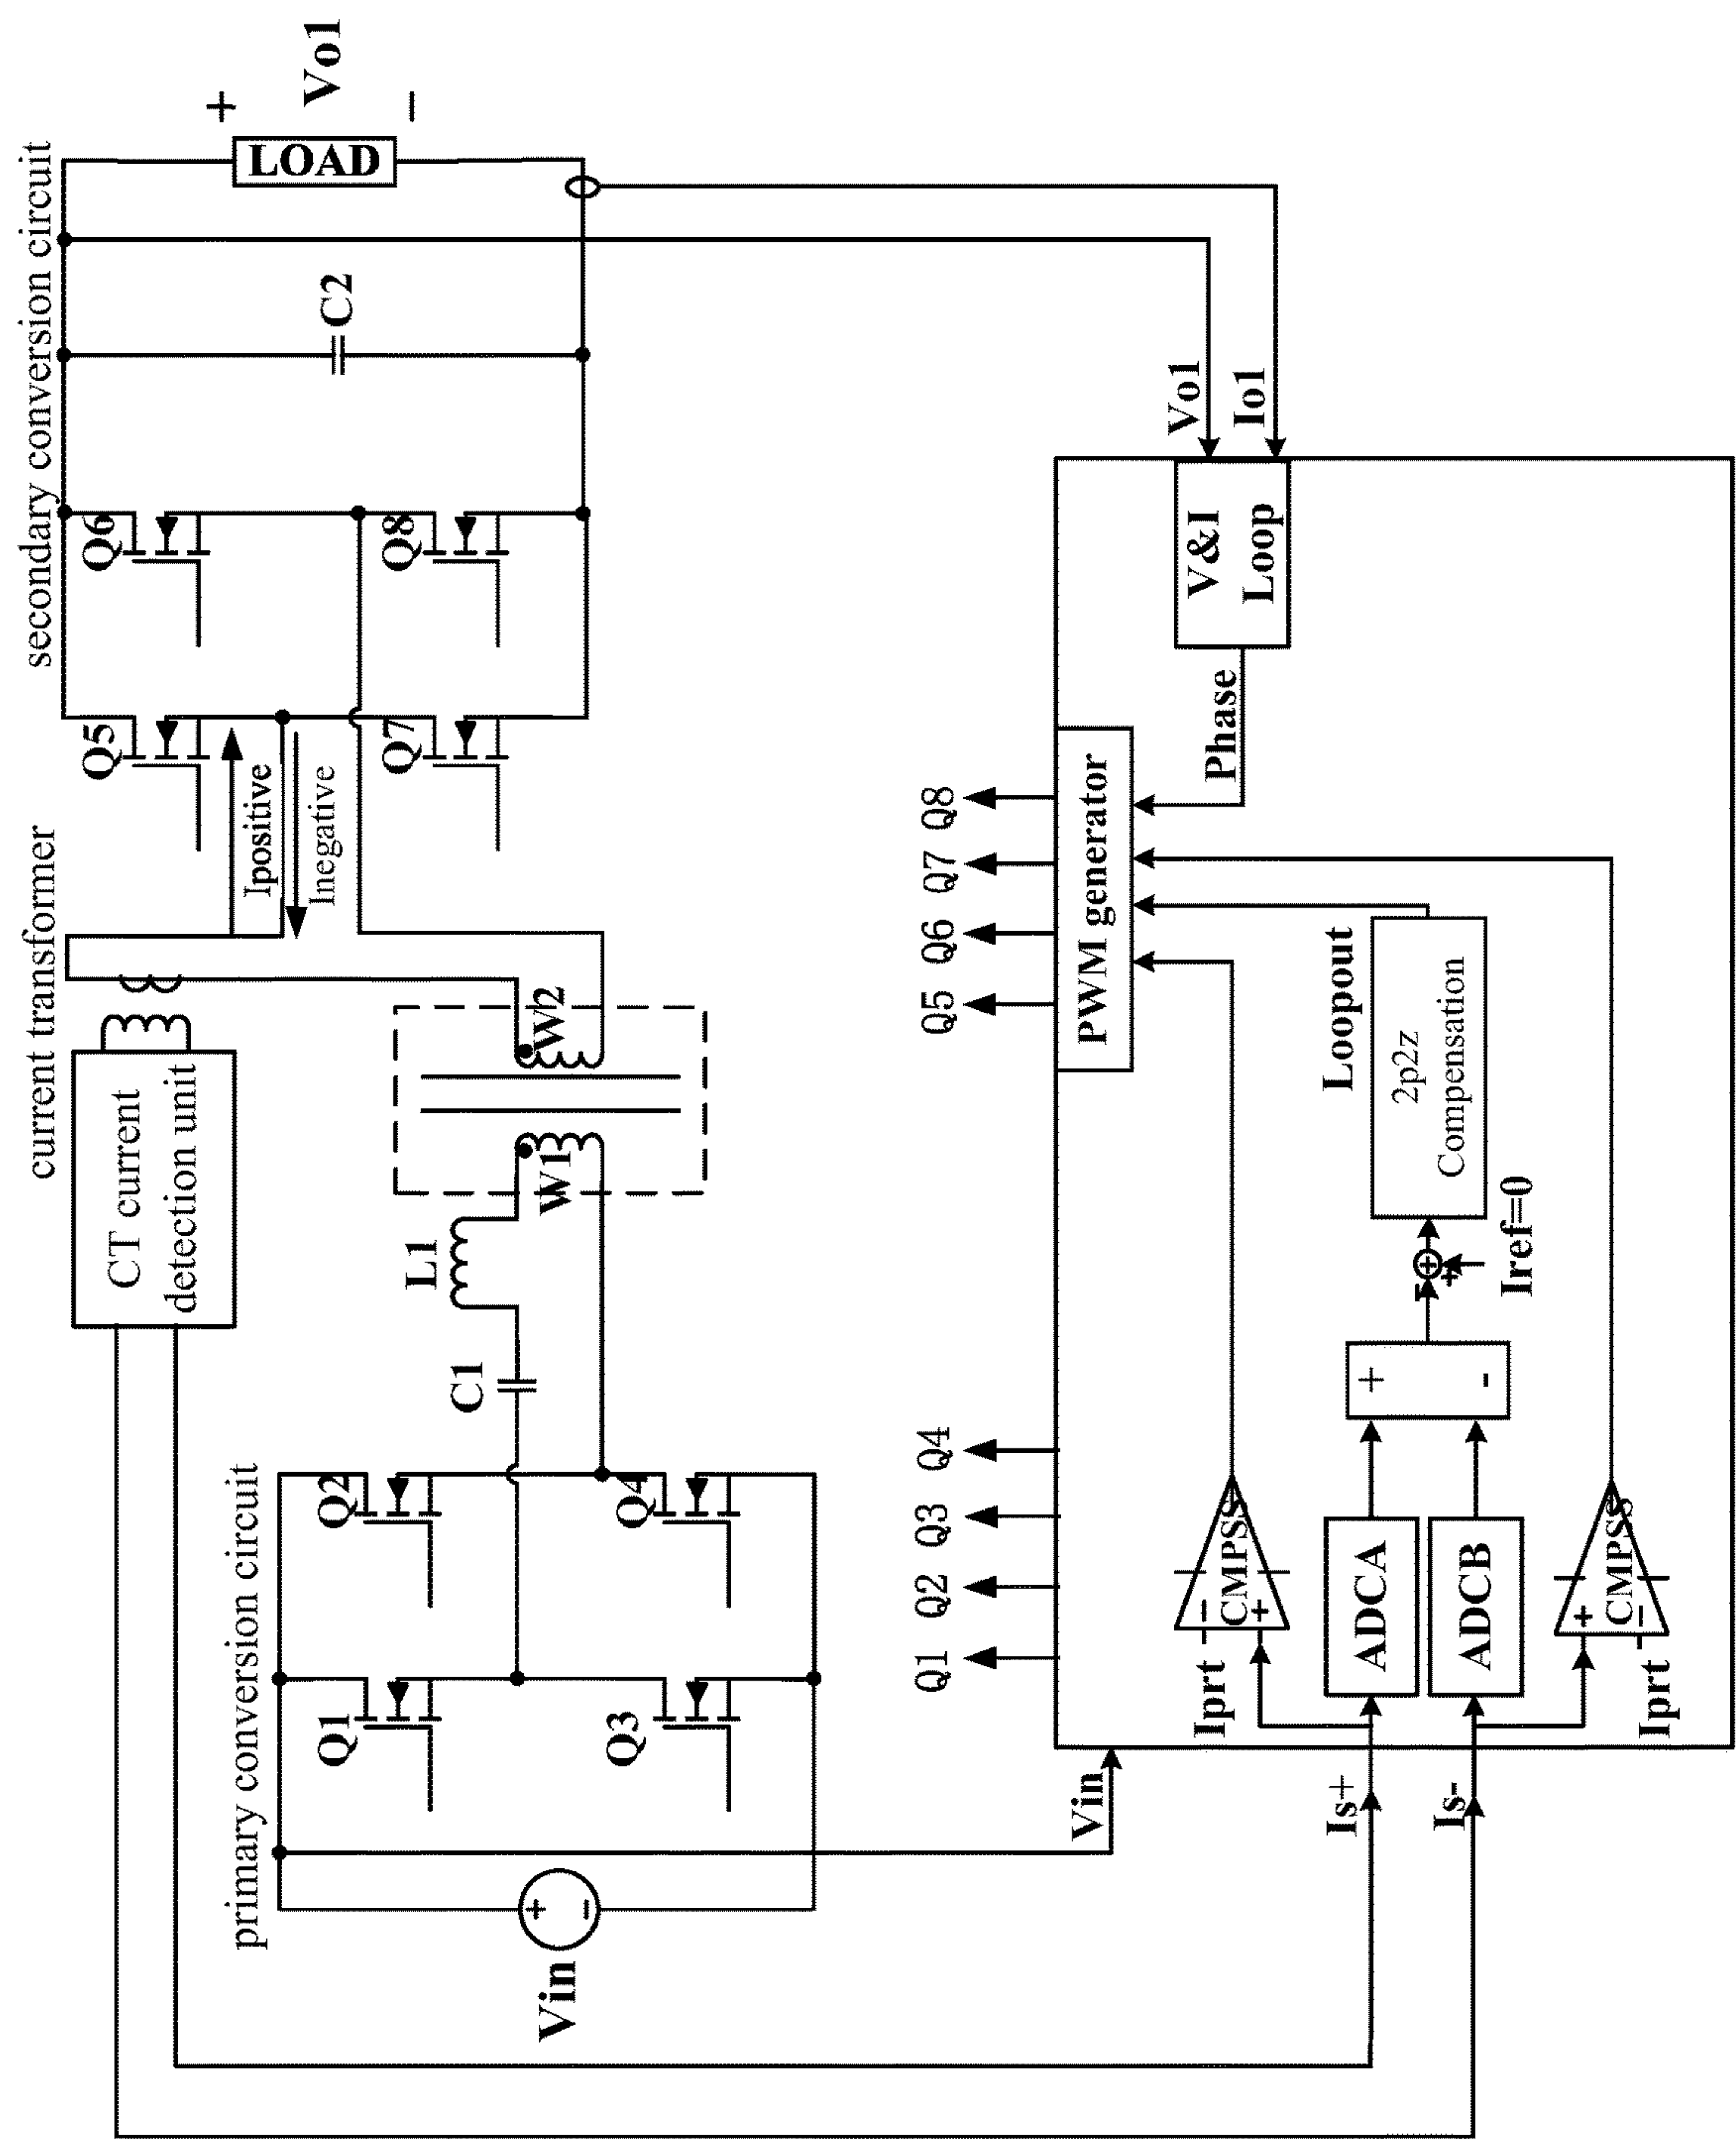 primary conversion circuit
current transformer
secondary conversion circuit
CT current
detection unit
Vin
+
−
Q1
Q2
Q3
Q4
C1
L1
W1
W2
Ipositive
Inegative
Q5
Q6
Q7
Q8
C2
LOAD
+
Vo1
−
Vin
Is+
Is-
Q1
Q2
Q3
Q4
Q5
Q6
Q7
Q8
Vo1
Io1
PWM generator
Phase
V&I
Loop
Iprt
−
+
CMPSS
ADCA
ADCB
+
-
+
Iref=0
Loopout
2p2z
Compensation
Iprt
+
−
CMPSS